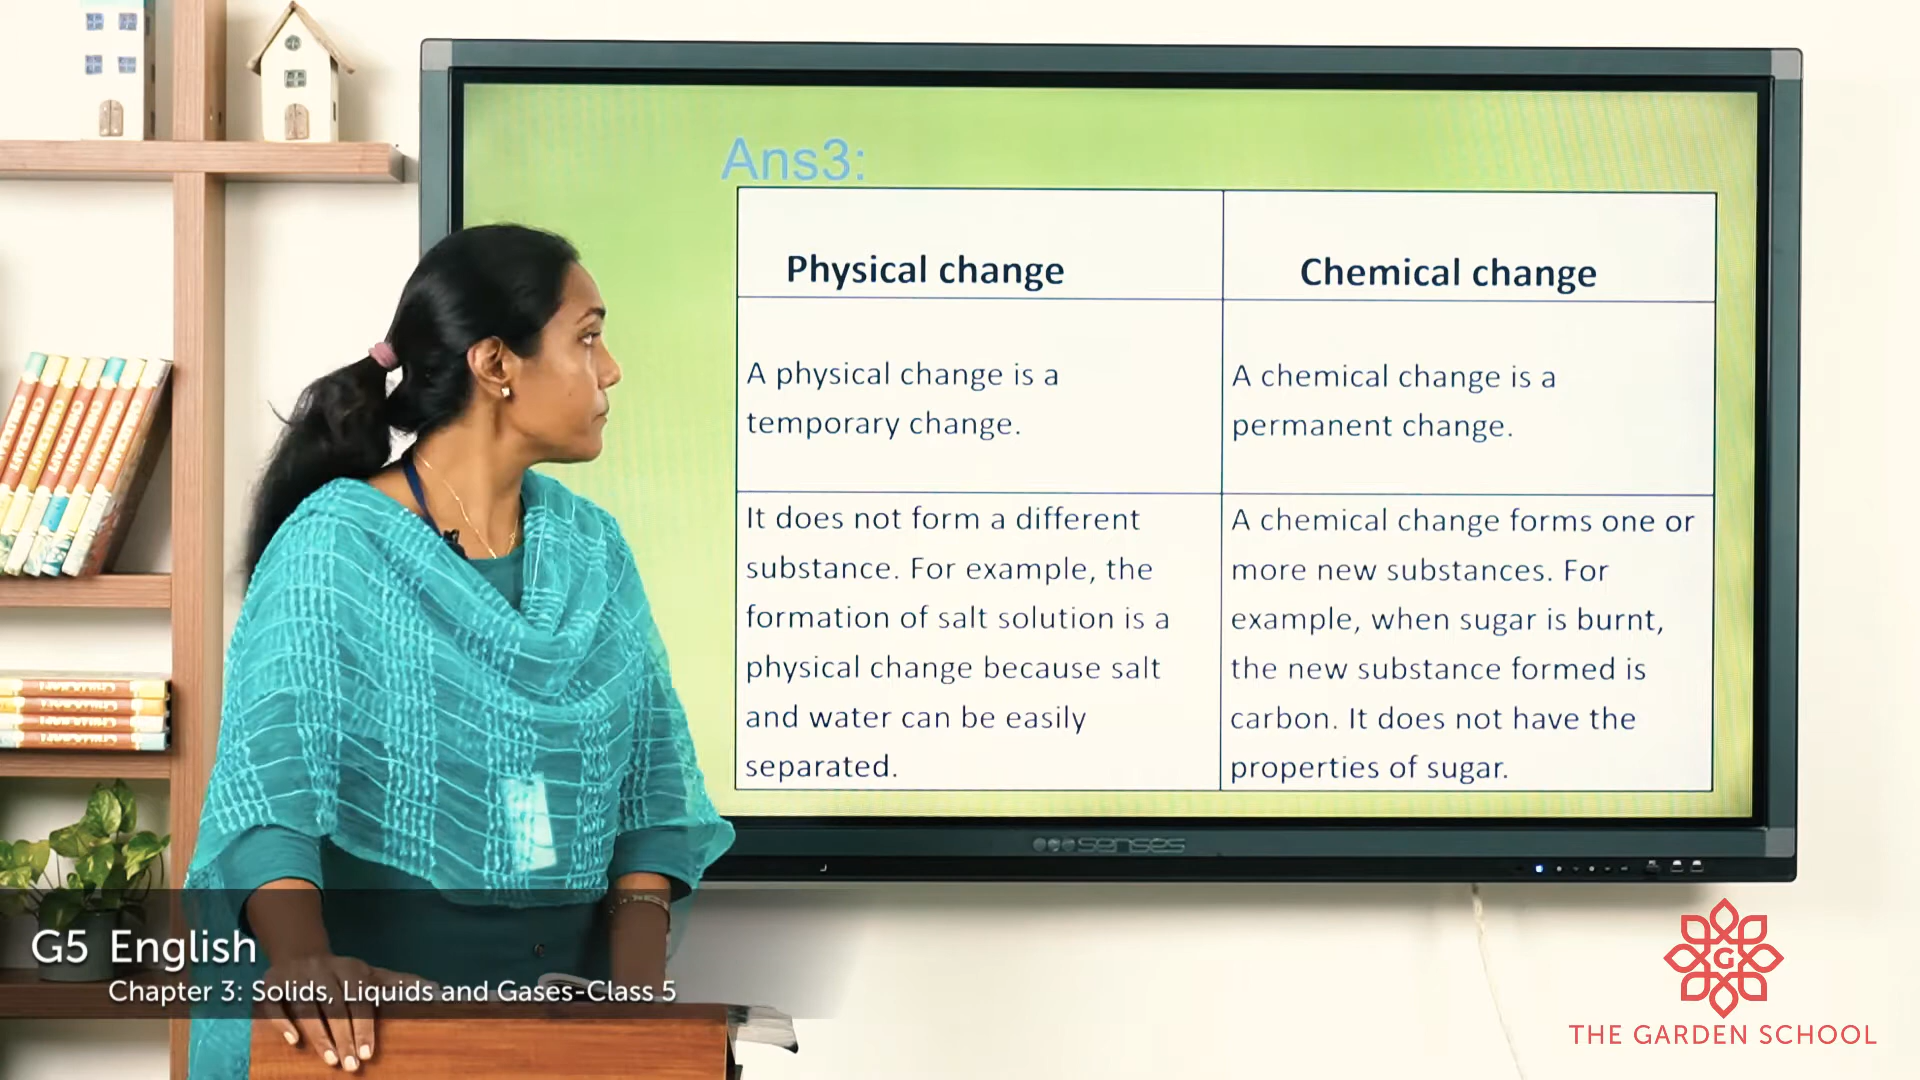 Ans3:
Physical change
Chemical change
A physical change is a
temporary change.
A chemical change is a
permanent change.
It does not form a different
substance. For example, the
formation of salt solution is a
physical change because salt
and water can be easily
separated.
A chemical change forms one or
more new substances. For
example, when sugar is burnt,
the new substance formed is
carbon. It does not have the
properties of sugar.
senses
G5 English
Chapter 3: Solids, Liquids and Gases-Class 5
G
THE GARDEN SCHOOL